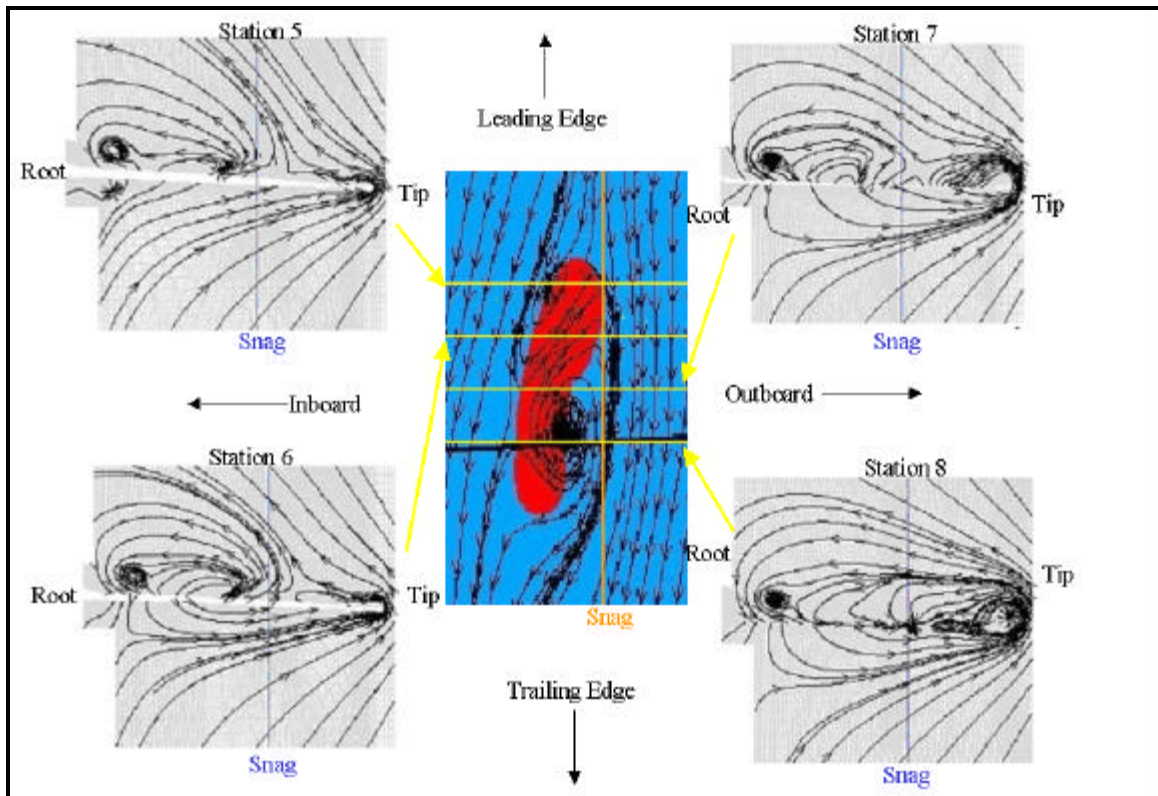 Station 5
Station 7
Leading Edge
Root
Tip
Root
Tip
Snag
Snag
Inboard
Outboard
Station 6
Station 8
Root
Tip
Root
Tip
Snag
Trailing Edge
Snag
Snag